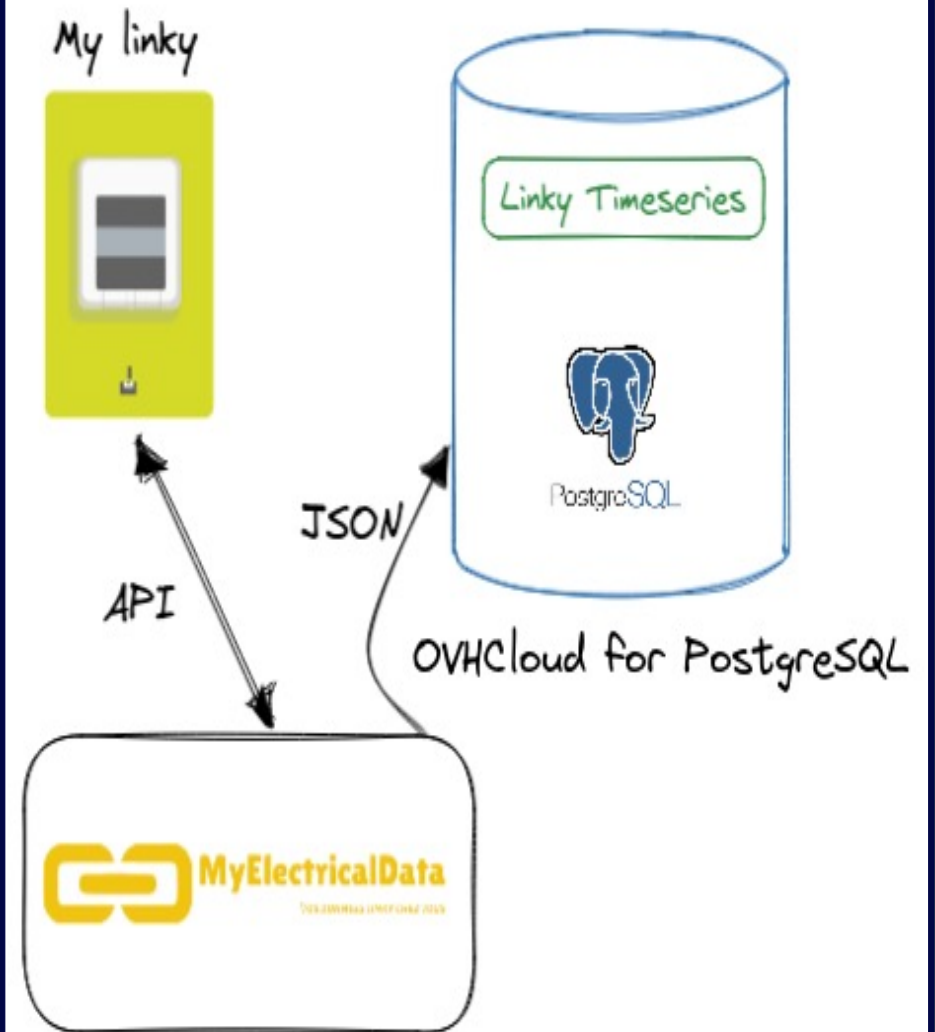 My linky
Linky Timeseries
PostgreSQL
JSON
API
OVHCloud for PostgreSQL
MyElectricalData